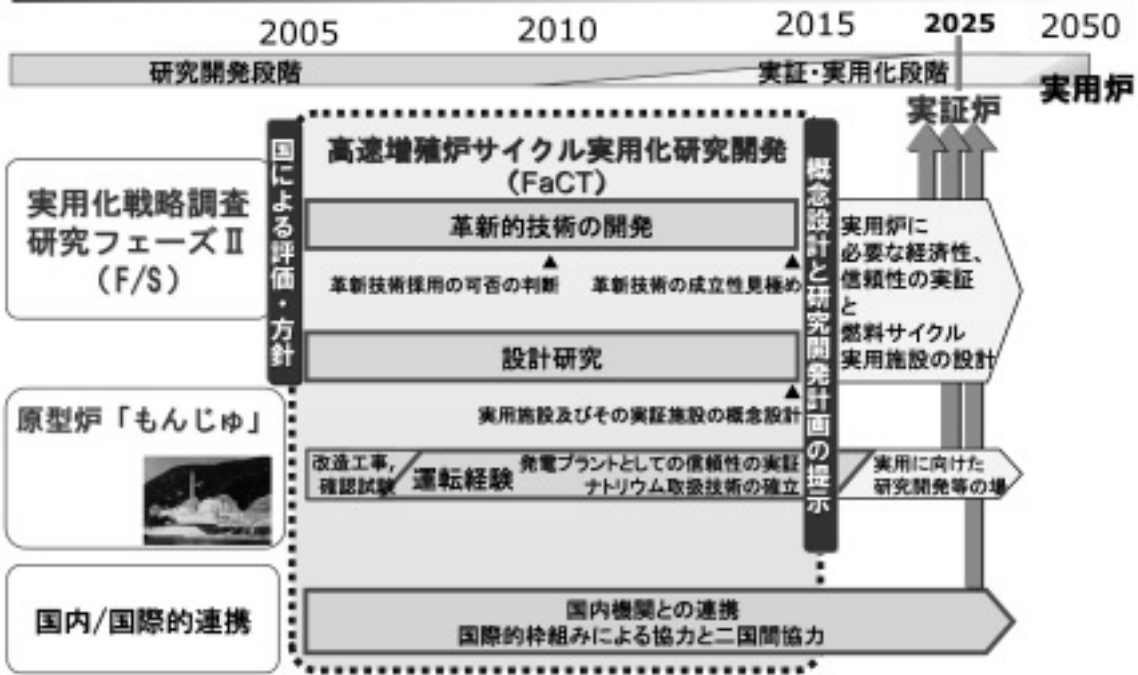 2005
2010
2015
2025
2050
研究開発段階
実証・実用化段階
実用炉
実証炉
国による評価・方針
高速増殖炉サイクル実用化研究開発
(FaCT)
概念設計と研究開発計画の提示
実用化戦略調査
研究フェーズⅡ
(F/S)
革新的技術の開発
革新技術採用の可否の判断
革新技術の成立性見極め
実用炉に
必要な経済性、
信頼性の実証
と
燃料サイクル
実用施設の設計
設計研究
実用施設及びその実証施設の概念設計
原型炉「もんじゅ」
改造工事,
確認試験
運転経験
発電プラントとしての信頼性の実証
ナトリウム取扱技術の確立
実用に向けた
研究開発等の場
国内/国際的連携
国内機関との連携
国際的枠組みによる協力と二国間協力